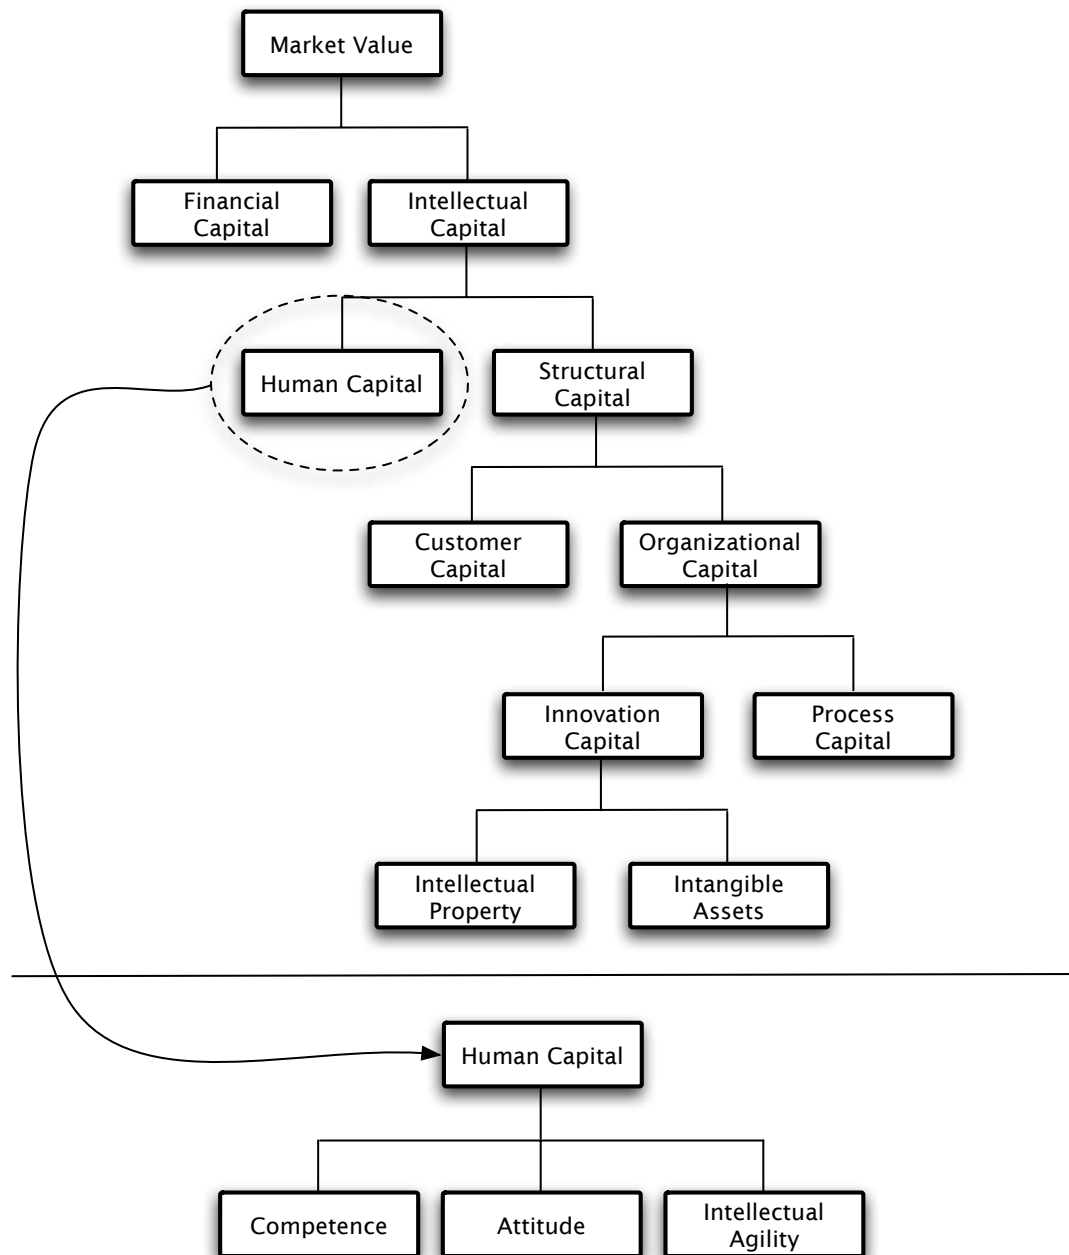 Market Value
Financial
Capital
Intellectual
Capital
Human Capital
Structural
Capital
Customer
Capital
Organizational
Capital
Innovation
Capital
Process
Capital
Intellectual
Property
Intangible
Assets
Human Capital
Competence
Attitude
Intellectual
Agility